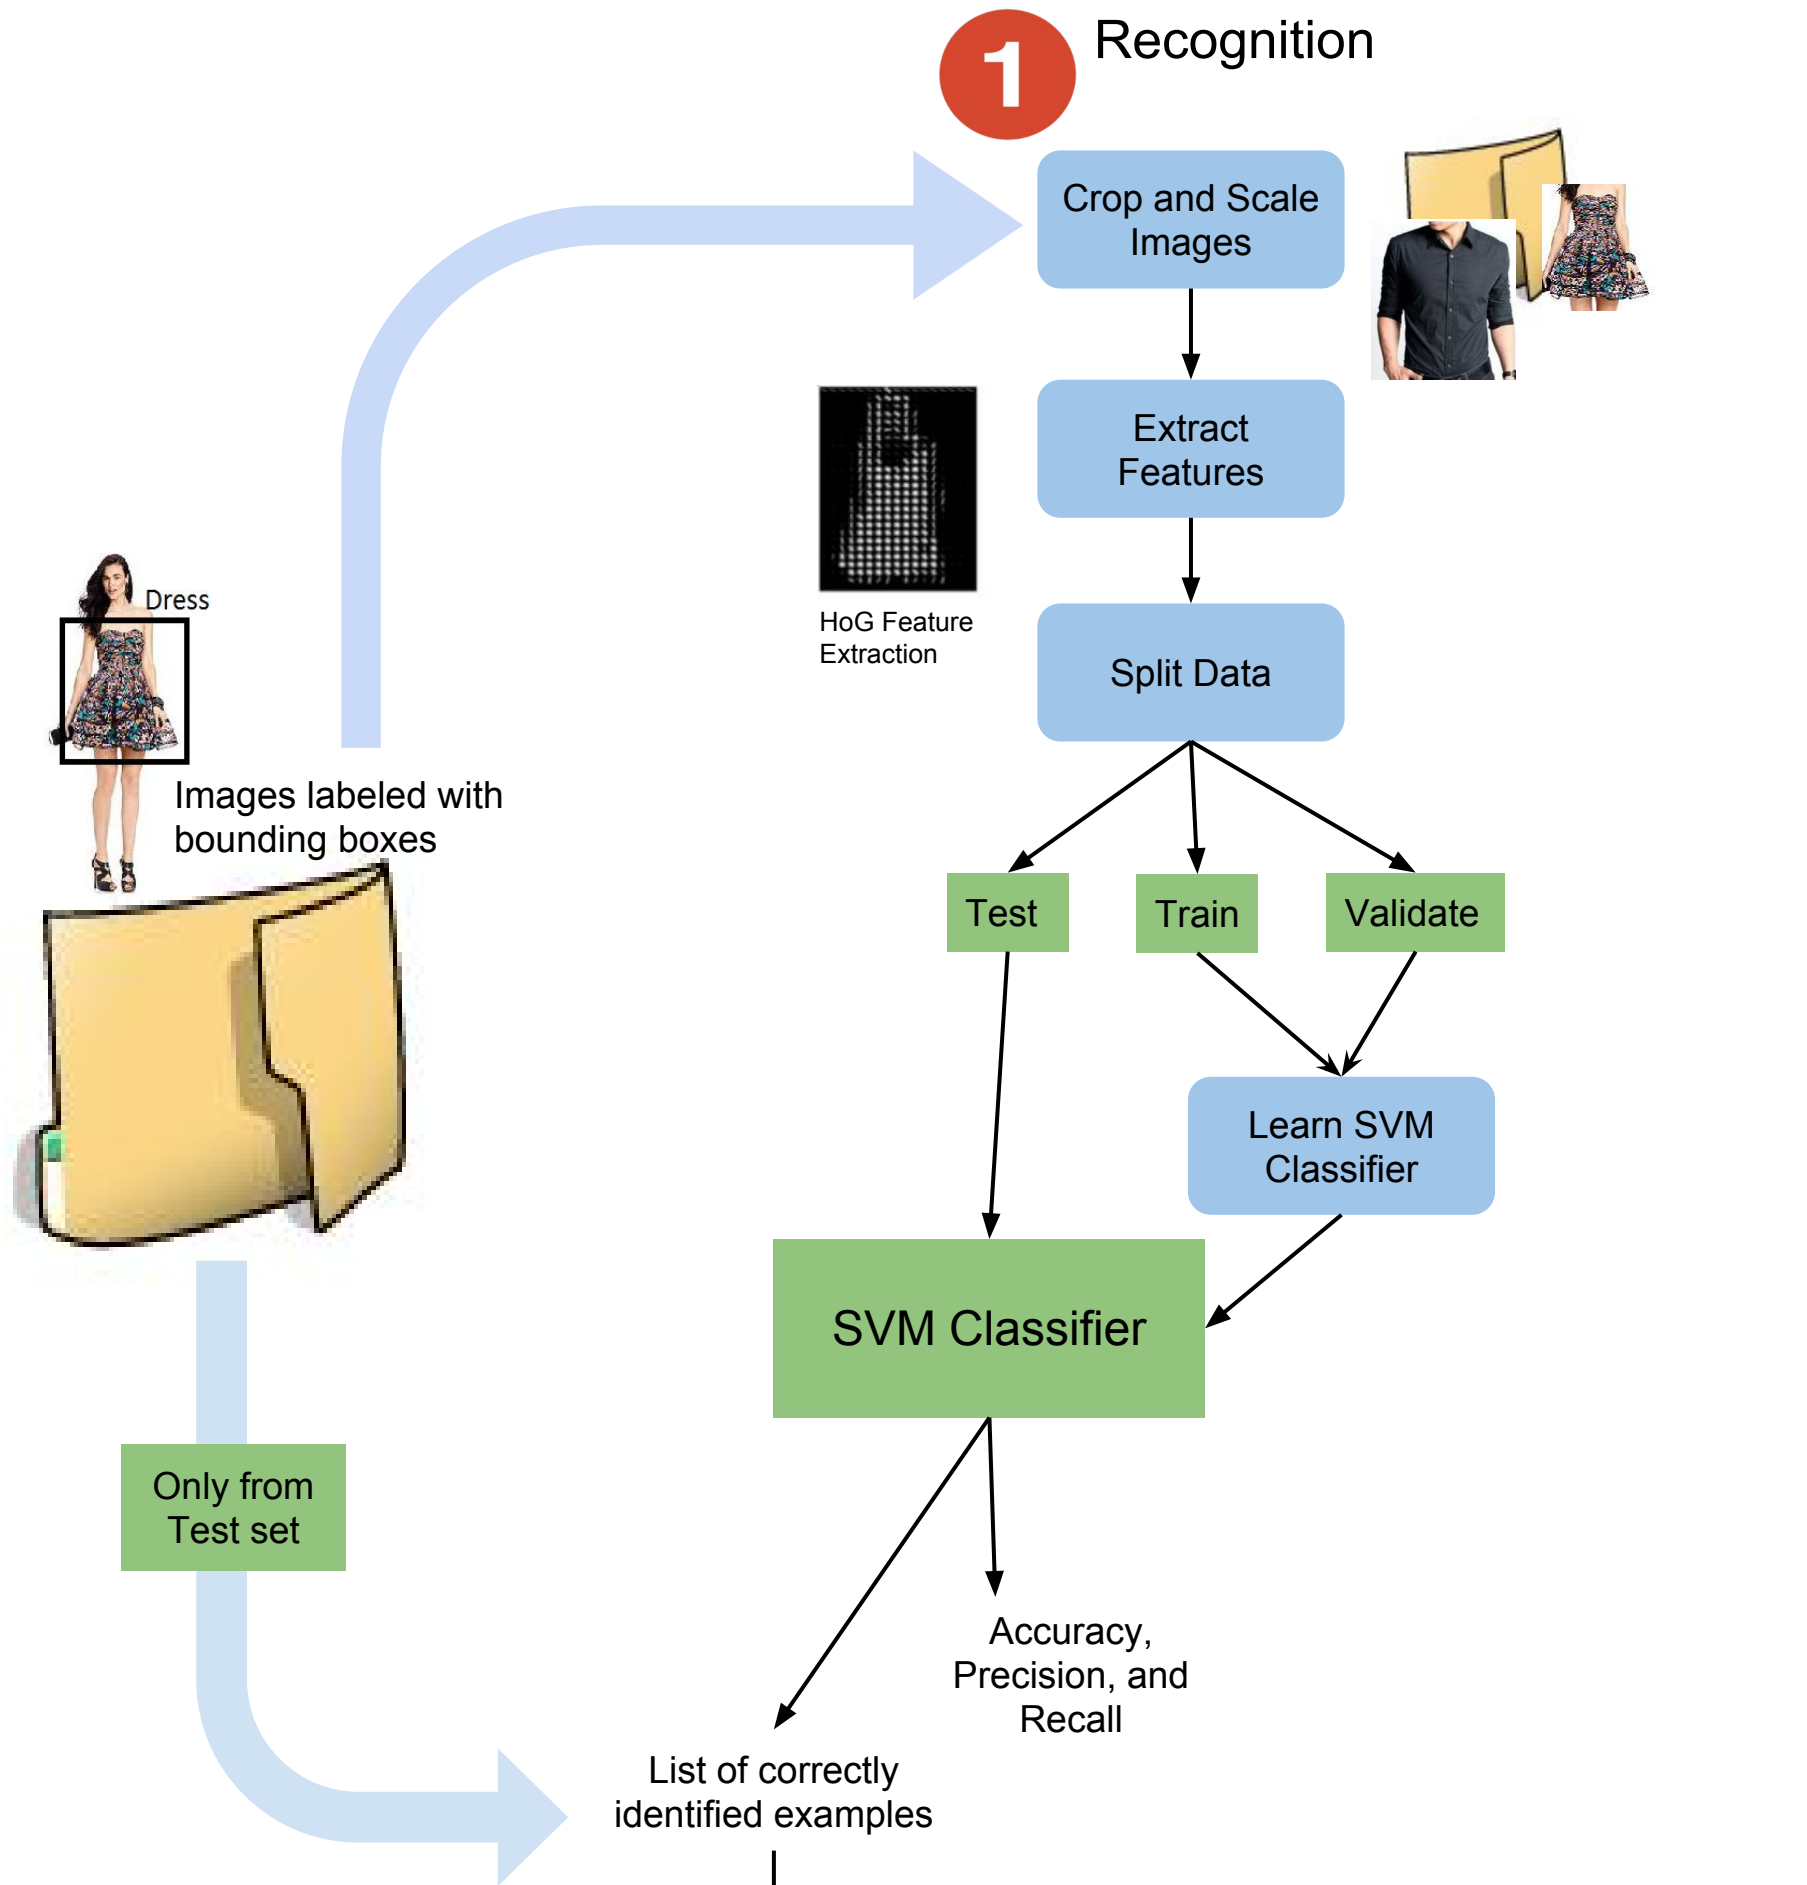 1
Recognition
Crop and Scale
Images
Extract
Features
HoG Feature
Extraction
Split Data
Dress
Images labeled with
bounding boxes
Test
Train
Validate
Learn SVM
Classifier
SVM Classifier
Only from
Test set
Accuracy,
Precision, and
Recall
List of correctly
identified examples